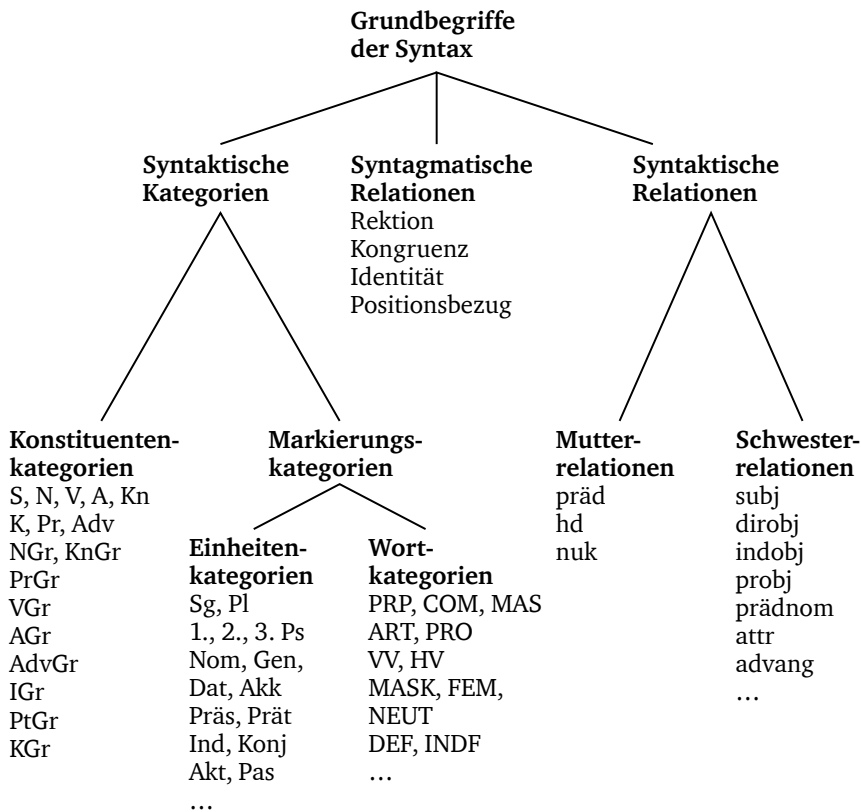 Grundbegriffe
der Syntax
Syntaktische
Kategorien
Syntagmatische
Relationen
Rektion
Kongruenz
Identität
Positionsbezug
Syntaktische
Relationen
Konstituenten-
kategorien
S, N, V, A, Kn
K, Pr, Adv
NGr, KnGr
PrGr
VGr
AGr
AdvGr
IGr
PtGr
KGr
Markierungs-
kategorien
Einheiten-
kategorien
Sg, Pl
1., 2., 3. Ps
Nom, Gen,
Dat, Akk
Präs, Prät
Ind, Konj
Akt, Pas
…
Wort-
kategorien
PRP, COM, MAS
ART, PRO
VV, HV
MASK, FEM,
NEUT
DEF, INDF
…
Mutter-
relationen
präd
hd
nuk
Schwester-
relationen
subj
dirobj
indobj
probj
prädnom
attr
advang
…